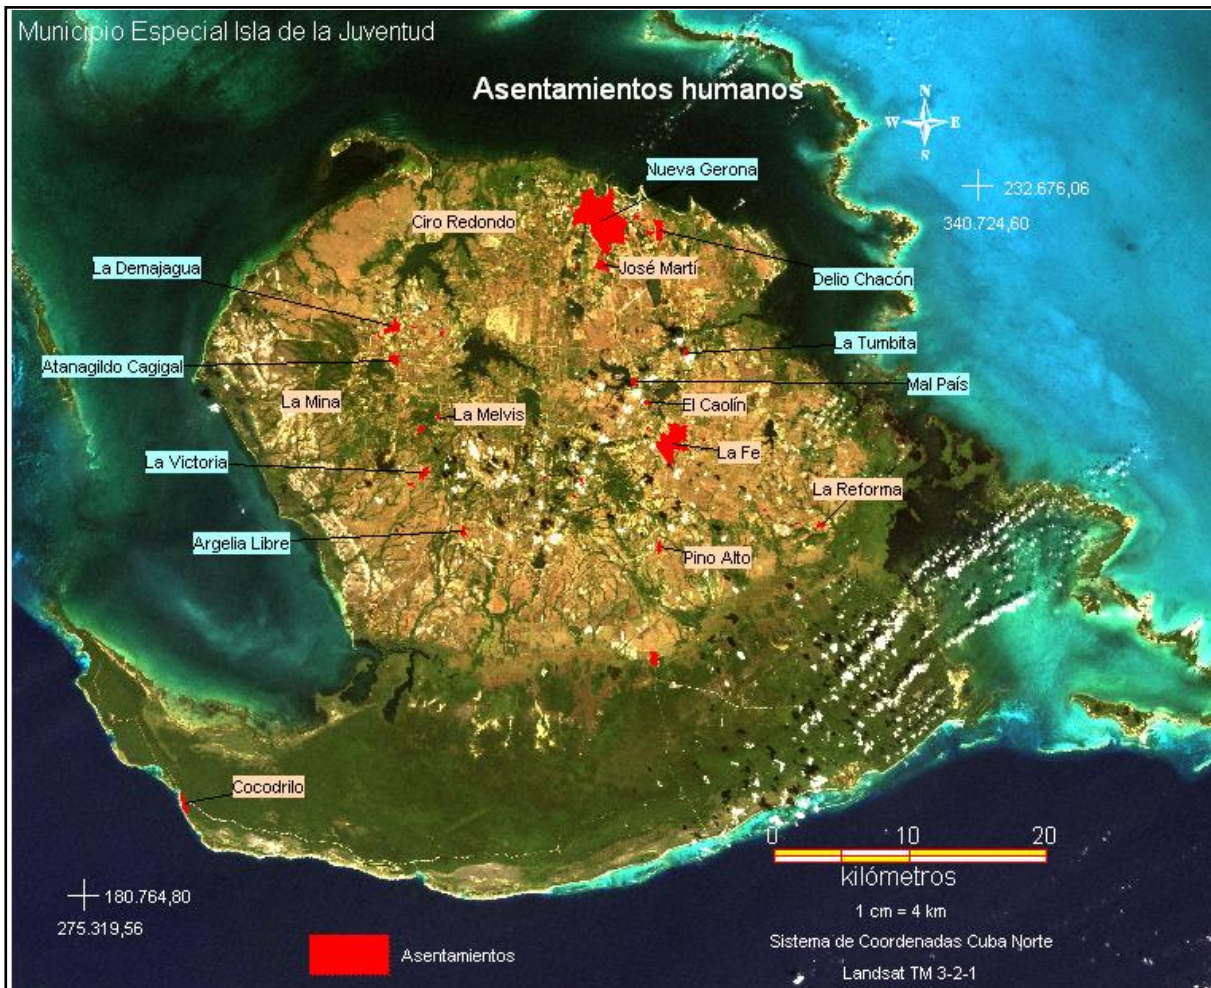 Municipio Especial Isla de la Juventud
Asentamientos humanos
N
W E
S
Nueva Gerona
232.676,06
Ciro Redondo
340.724,60
La Demajagua
José Martí
Delio Chacón
La Tumbita
Atanagildo Cagigal
Mal País
La Mina
El Caolín
La Melvis
La Fe
La Victoria
La Reforma
Argelia Libre
Pino Alto
Cocodrilo
0 10 20
kilómetros
180.764,80
1 cm = 4 km
275.319,56
Sistema de Coordenadas Cuba Norte
Asentamientos
Landsat TM 3-2-1